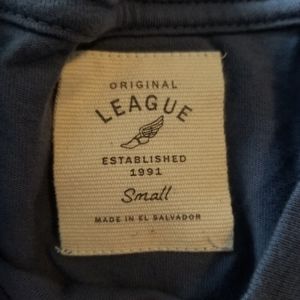 ORIGINAL
LEAGUE
ESTABLISHED
1991
Small
MADE IN EL SALVADOR